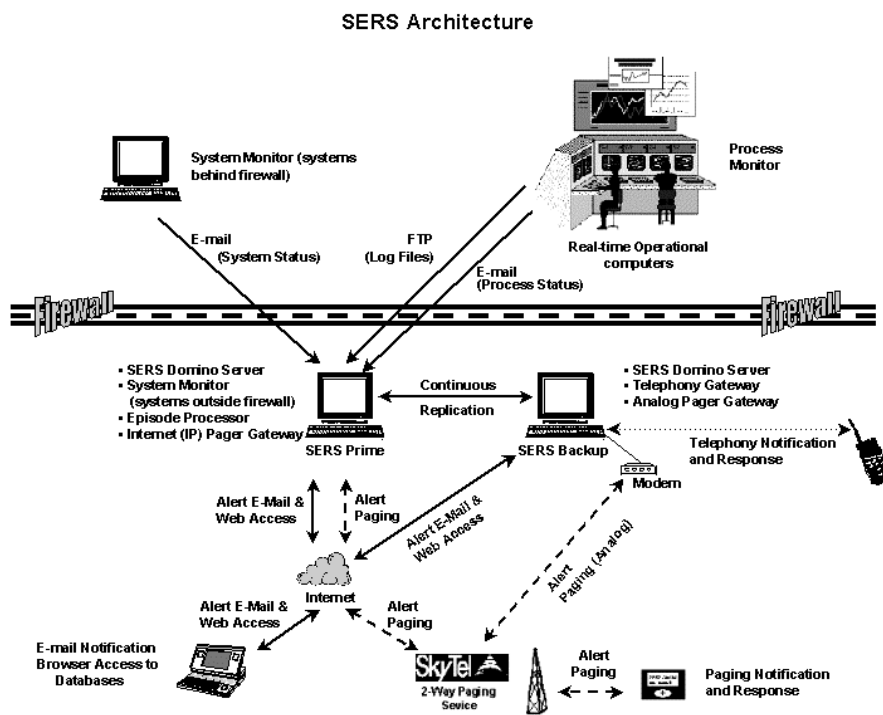 SERS Architecture
System Monitor (systems
behind firewall)
Process
Monitor
Real-time Operational
computers
E-mail
(System Status)
FTP
(Log Files)
E-mail
(Process Status)
Firewall
Firewall
▪ SERS Domino Server
▪ System Monitor
(systems outside firewall)
▪ Episode Processor
▪ Internet (IP) Pager Gateway
SERS Prime
Continuous
Replication
SERS Backup
▪ SERS Domino Server
▪ Telephony Gateway
▪ Analog Pager Gateway
Telephony Notification
and Response
Modem
Alert E-Mail &
Web Access
Alert
Paging
Alert E-Mail &
Web Access
Alert
Paging (Analog)
Internet
Alert E-Mail &
Web Access
Alert
Paging
E-mail Notification
Browser Access to
Databases
SkyTel
2-Way Paging
Sevice
Alert
Paging
Paging Notification
and Response